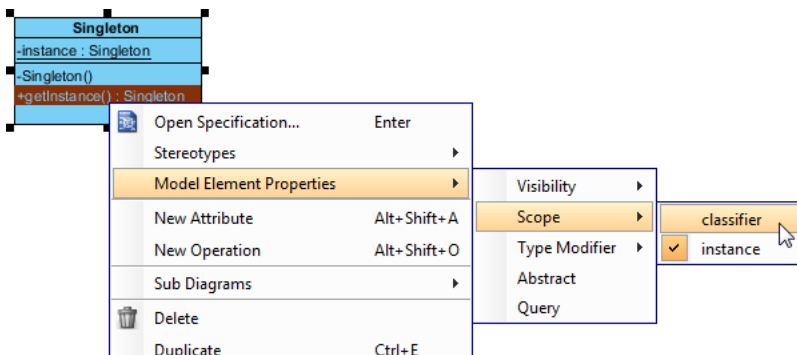 Singleton
-instance : Singleton
-Singleton()
+getInstance() : Singleton
Open Specification... Enter
Stereotypes
Model Element Properties
New Attribute Alt+Shift+A
New Operation Alt+Shift+O
Sub Diagrams
Delete
Duplicate Ctrl+E
Visibility
Scope
Type Modifier
Abstract
Query
classifier
instance